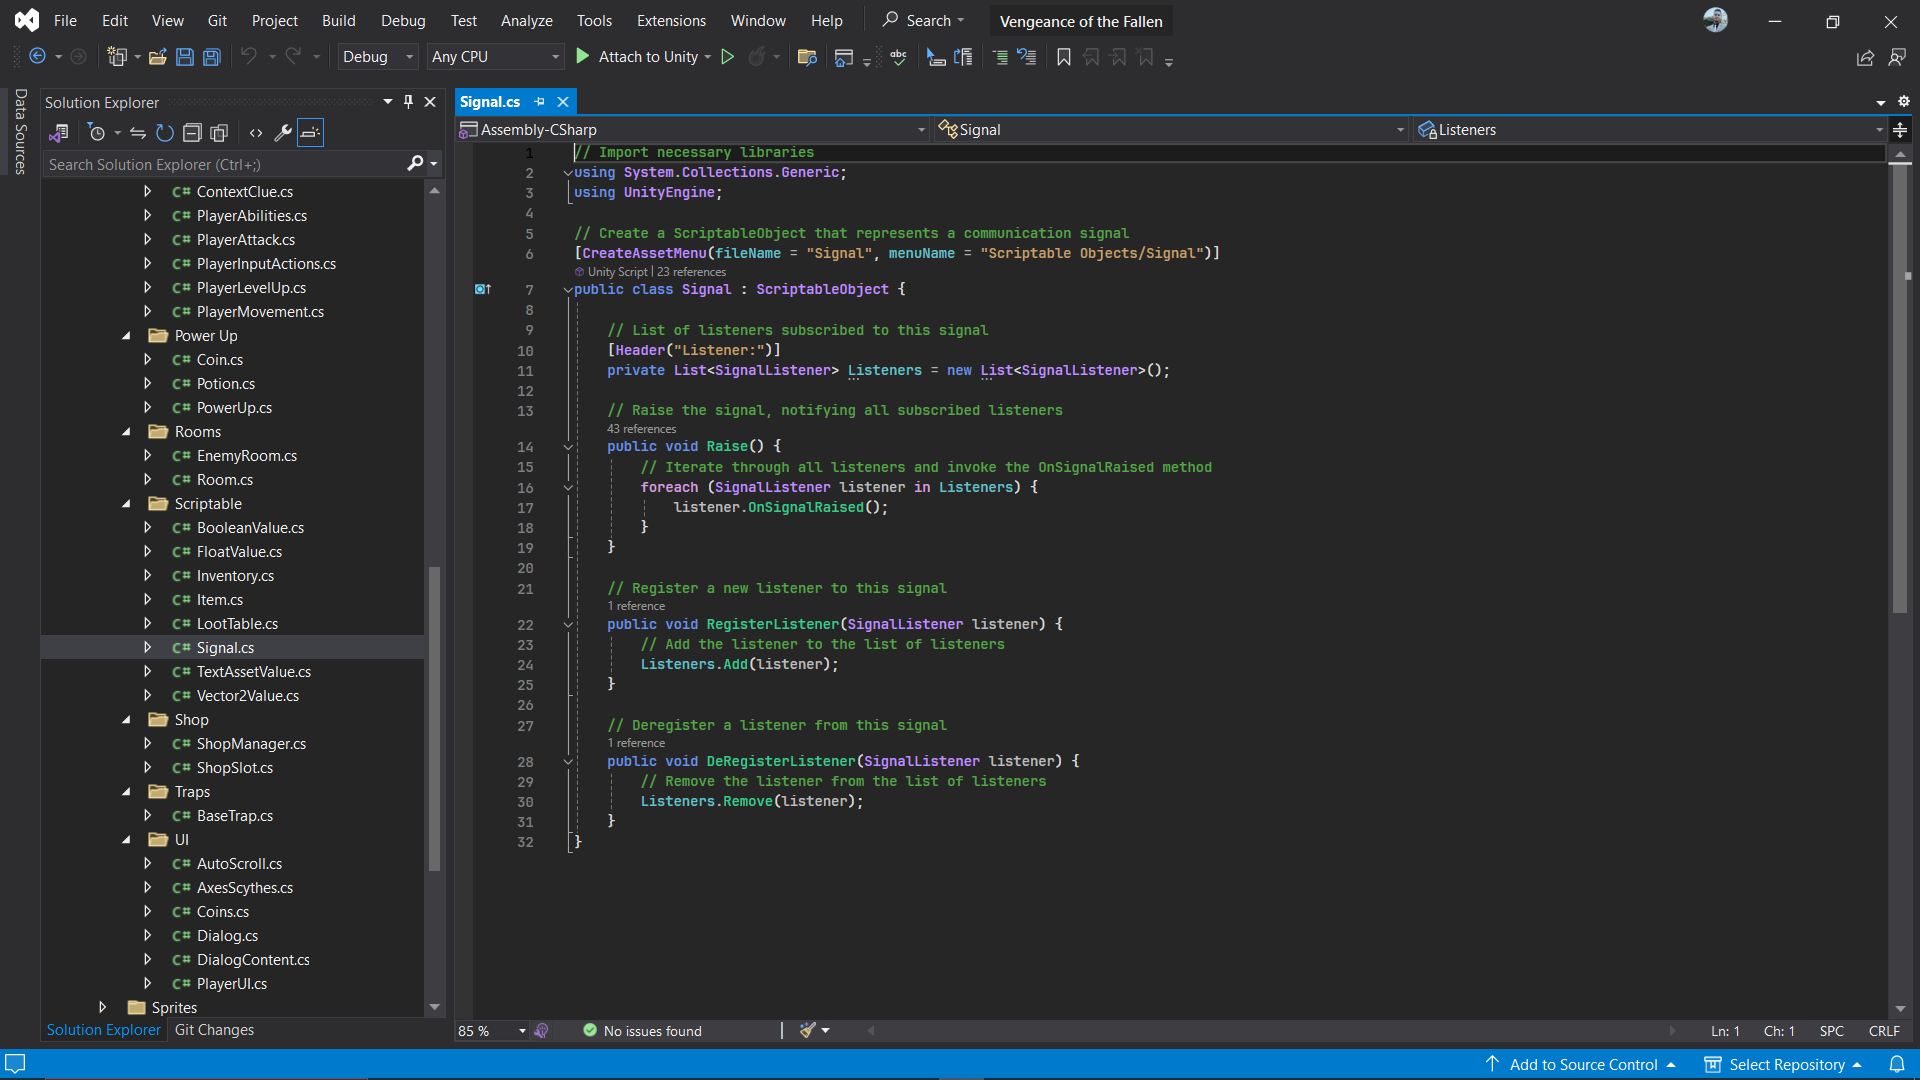 File Edit View Git Project Build Debug Test Analyze Tools Extensions Window Help Search Vengeance of the Fallen
Debug Any CPU Attach to Unity abc
Data Sources
Solution Explorer
Search Solution Explorer (Ctrl+;)
C# ContextClue.cs
C# PlayerAbilities.cs
C# PlayerAttack.cs
C# PlayerInputActions.cs
C# PlayerLevelUp.cs
C# PlayerMovement.cs
Power Up
C# Coin.cs
C# Potion.cs
C# PowerUp.cs
Rooms
C# EnemyRoom.cs
C# Room.cs
Scriptable
C# BooleanValue.cs
C# FloatValue.cs
C# Inventory.cs
C# Item.cs
C# LootTable.cs
C# Signal.cs
C# TextAssetValue.cs
C# Vector2Value.cs
Shop
C# ShopManager.cs
C# ShopSlot.cs
Traps
C# BaseTrap.cs
UI
C# AutoScroll.cs
C# AxesScythes.cs
C# Coins.cs
C# Dialog.cs
C# DialogContent.cs
C# PlayerUI.cs
Sprites
Solution Explorer Git Changes
Signal.cs
Assembly-CSharp Signal Listeners
1 // Import necessary libraries
2 using System.Collections.Generic;
3 using UnityEngine;
4
5 // Create a ScriptableObject that represents a communication signal
6 [CreateAssetMenu(fileName = "Signal", menuName = "Scriptable Objects/Signal")]
Unity Script | 23 references
7 public class Signal : ScriptableObject {
8
9 // List of listeners subscribed to this signal
10 [Header("Listener:")]
11 private List<SignalListener> Listeners = new List<SignalListener>();
12
13 // Raise the signal, notifying all subscribed listeners
43 references
14 public void Raise() {
15 // Iterate through all listeners and invoke the OnSignalRaised method
16 foreach (SignalListener listener in Listeners) {
17 listener.OnSignalRaised();
18 }
19 }
20
21 // Register a new listener to this signal
1 reference
22 public void RegisterListener(SignalListener listener) {
23 // Add the listener to the list of listeners
24 Listeners.Add(listener);
25 }
26
27 // Deregister a listener from this signal
1 reference
28 public void DeRegisterListener(SignalListener listener) {
29 // Remove the listener from the list of listeners
30 Listeners.Remove(listener);
31 }
32 }
85 % No issues found Ln: 1 Ch: 1 SPC CRLF
Add to Source Control Select Repository